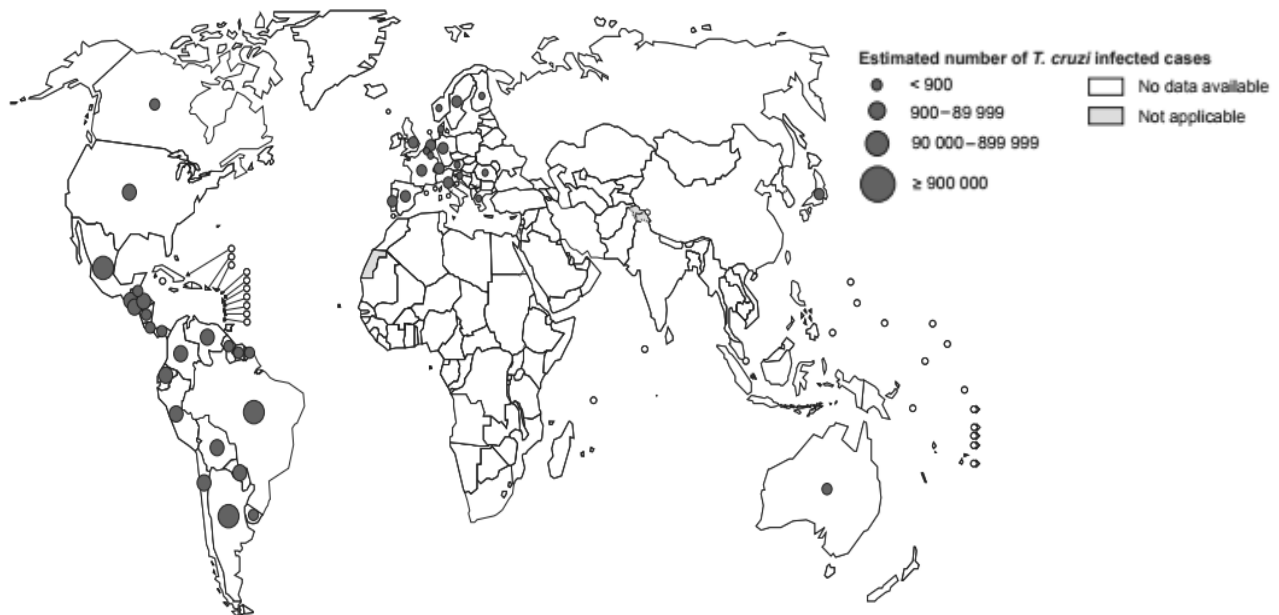 Estimated number of T. cruzi infected cases
< 900
900–89 999
90 000–899 999
≥ 900 000
No data available
Not applicable